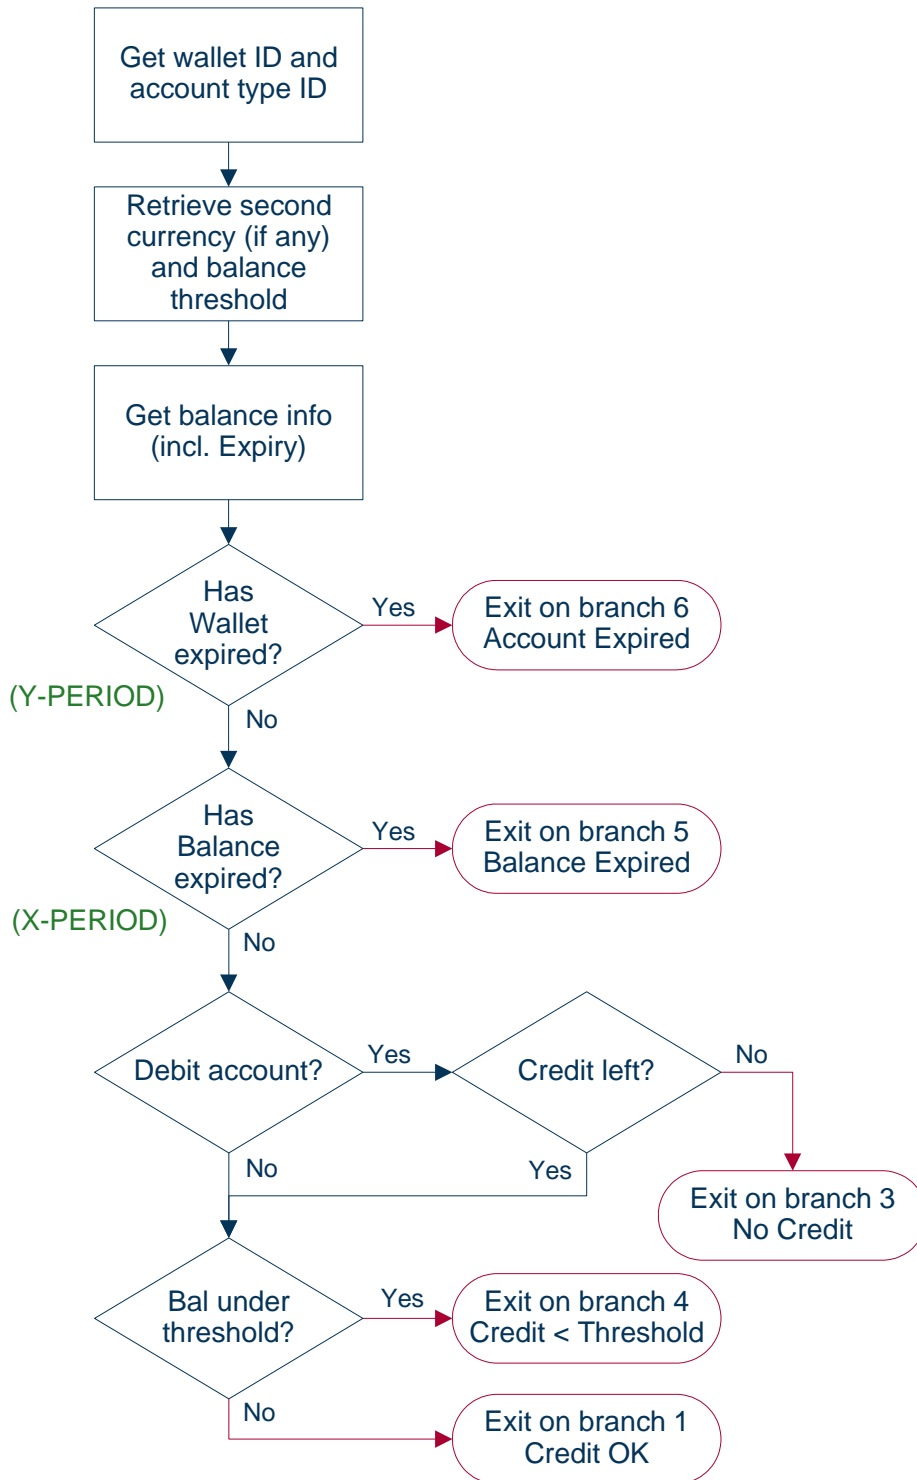 Get wallet ID and
account type ID
Retrieve second
currency (if any)
and balance
threshold
Get balance info
(incl. Expiry)
Has
Wallet
expired?
Yes
Exit on branch 6
Account Expired
(Y-PERIOD)
No
Has
Balance
expired?
Yes
Exit on branch 5
Balance Expired
(X-PERIOD)
No
Debit account?
Yes
Credit left?
No
No
Yes
Exit on branch 3
No Credit
Bal under
threshold?
Yes
Exit on branch 4
Credit < Threshold
No
Exit on branch 1
Credit OK